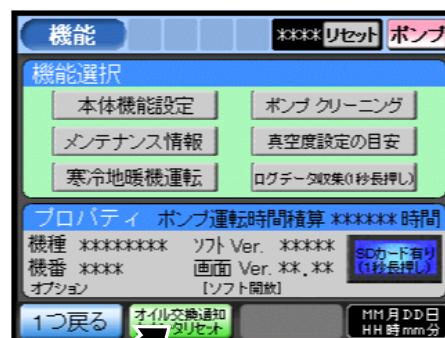 機能 **** リセット ポンプ
機能選択
本体機能設定 ポンプ クリーニング
メンテナンス情報 真空度設定の目安
寒冷地暖機運転 ログデータ収集(1秒長押し)
プロパティ ポンプ運転時間積算 ****** 時間
機種 ******** ソフト Ver. *****
機番 **** 画面 Ver. **.**
オプション [ソフト開放]
SDカード有り
(1秒長押し)
1つ戻る
オイル交換通知
タリセット
MM月DD日
HH時mm分